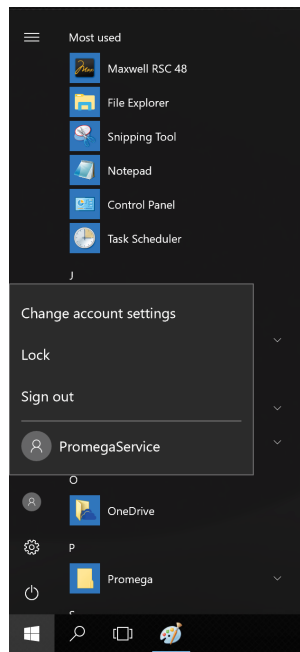 Most used
Maxwell RSC 48
File Explorer
Snipping Tool
Notepad
Control Panel
Task Scheduler
J
Change account settings
Lock
Sign out
PromegaService
O
OneDrive
P
Promega